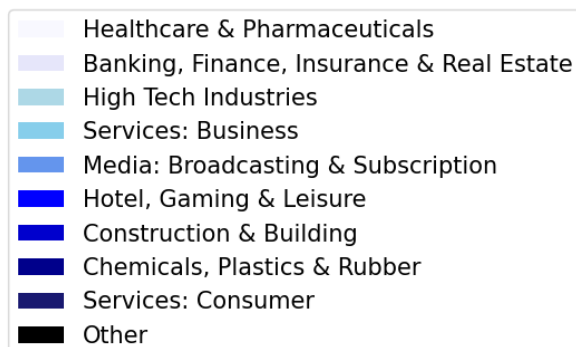 Healthcare & Pharmaceuticals
Banking, Finance, Insurance & Real Estate
High Tech Industries
Services: Business
Media: Broadcasting & Subscription
Hotel, Gaming & Leisure
Construction & Building
Chemicals, Plastics & Rubber
Services: Consumer
Other